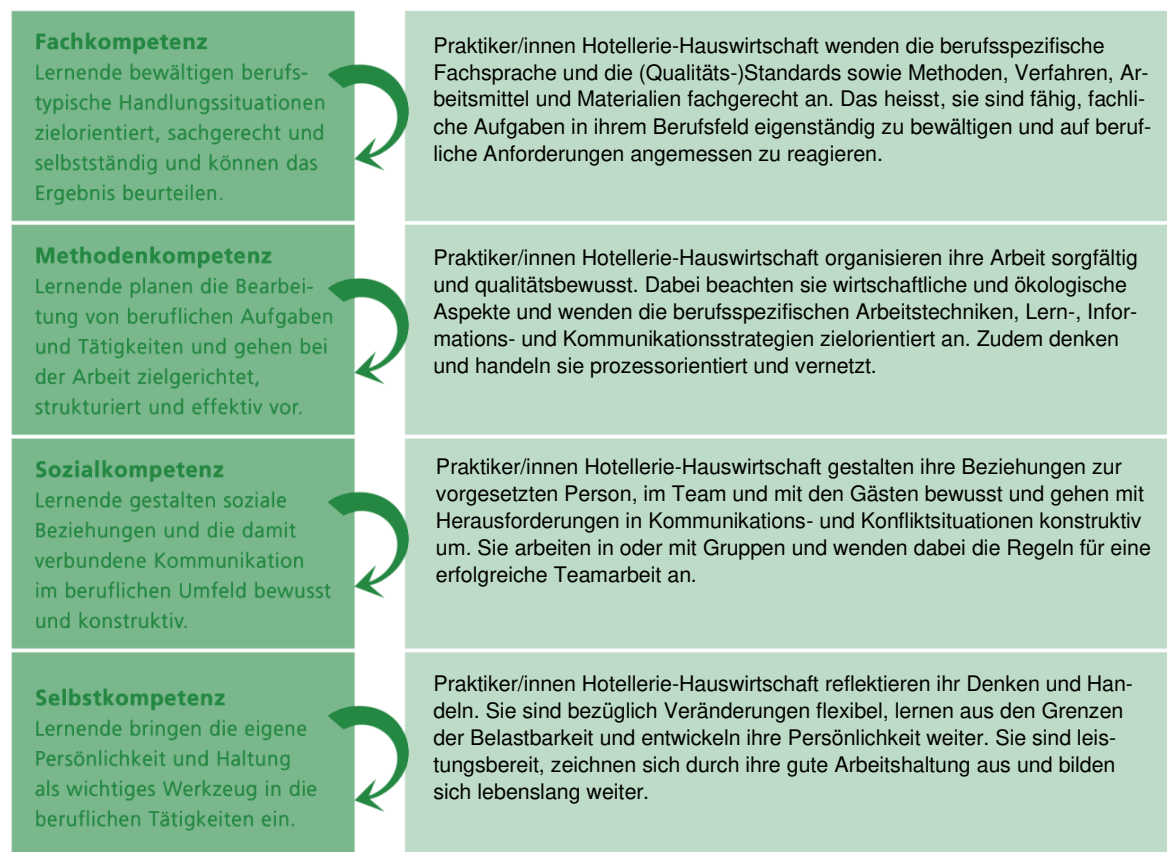 Fachkompetenz
Lernende bewältigen berufs-
typische Handlungssituationen
zielorientiert, sachgerecht und
selbstständig und können das
Ergebnis beurteilen.
Praktiker/innen Hotellerie-Hauswirtschaft wenden die berufsspezifische
Fachsprache und die (Qualitäts-)Standards sowie Methoden, Verfahren, Ar-
beitsmittel und Materialien fachgerecht an. Das heisst, sie sind fähig, fachli-
che Aufgaben in ihrem Berufsfeld eigenständig zu bewältigen und auf beruf-
liche Anforderungen angemessen zu reagieren.
Methodenkompetenz
Lernende planen die Bearbei-
tung von beruflichen Aufgaben
und Tätigkeiten und gehen bei
der Arbeit zielgerichtet,
strukturiert und effektiv vor.
Praktiker/innen Hotellerie-Hauswirtschaft organisieren ihre Arbeit sorgfältig
und qualitätsbewusst. Dabei beachten sie wirtschaftliche und ökologische
Aspekte und wenden die berufsspezifischen Arbeitstechniken, Lern-, Infor-
mations- und Kommunikationsstrategien zielorientiert an. Zudem denken
und handeln sie prozessorientiert und vernetzt.
Sozialkompetenz
Lernende gestalten soziale
Beziehungen und die damit
verbundene Kommunikation
im beruflichen Umfeld bewusst
und konstruktiv.
Praktiker/innen Hotellerie-Hauswirtschaft gestalten ihre Beziehungen zur
vorgesetzten Person, im Team und mit den Gästen bewusst und gehen mit
Herausforderungen in Kommunikations- und Konfliktsituationen konstruktiv
um. Sie arbeiten in oder mit Gruppen und wenden dabei die Regeln für eine
erfolgreiche Teamarbeit an.
Selbstkompetenz
Lernende bringen die eigene
Persönlichkeit und Haltung
als wichtiges Werkzeug in die
beruflichen Tätigkeiten ein.
Praktiker/innen Hotellerie-Hauswirtschaft reflektieren ihr Denken und Han-
deln. Sie sind bezüglich Veränderungen flexibel, lernen aus den Grenzen
der Belastbarkeit und entwickeln ihre Persönlichkeit weiter. Sie sind leis-
tungsbereit, zeichnen sich durch ihre gute Arbeitshaltung aus und bilden
sich lebenslang weiter.